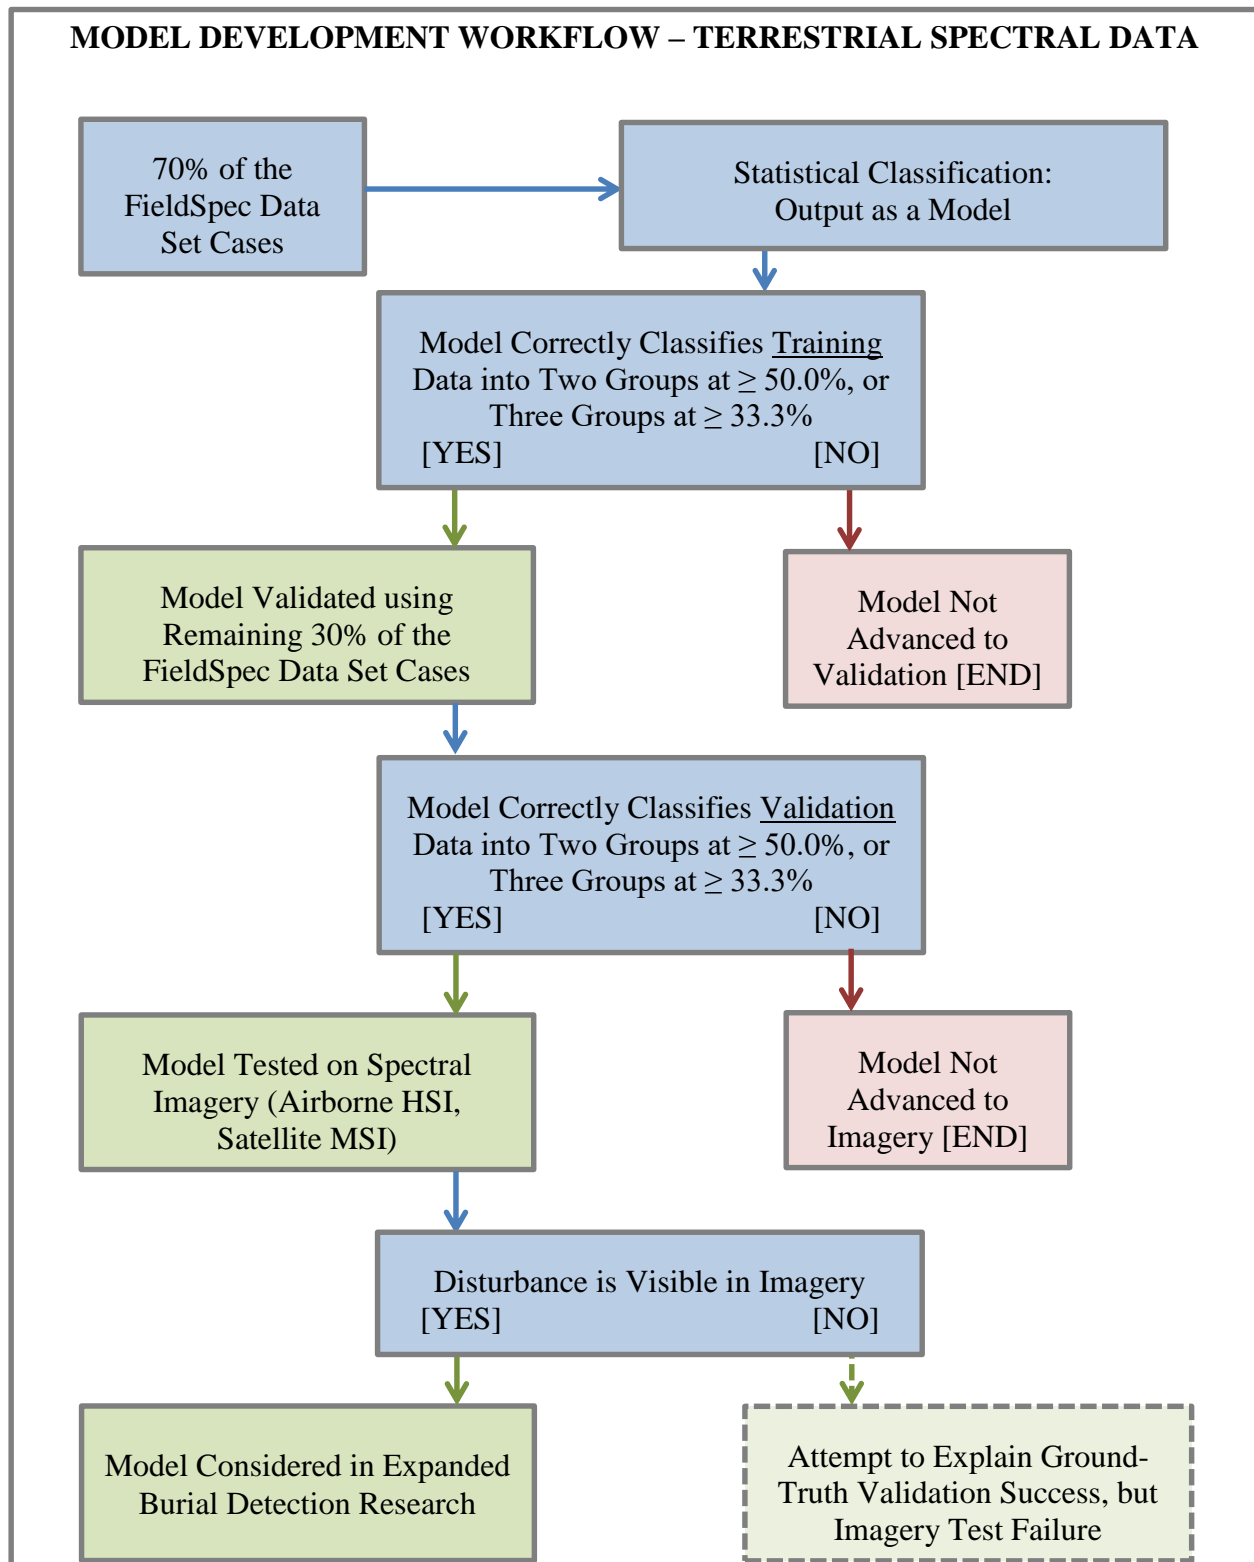 MODEL DEVELOPMENT WORKFLOW – TERRESTRIAL SPECTRAL DATA
70% of the
FieldSpec Data
Set Cases
Statistical Classification:
Output as a Model
Model Correctly Classifies Training
Data into Two Groups at ≥ 50.0%, or
Three Groups at ≥ 33.3%
[YES] [NO]
Model Validated using
Remaining 30% of the
FieldSpec Data Set Cases
Model Not
Advanced to
Validation [END]
Model Correctly Classifies Validation
Data into Two Groups at ≥ 50.0%, or
Three Groups at ≥ 33.3%
[YES] [NO]
Model Tested on Spectral
Imagery (Airborne HSI,
Satellite MSI)
Model Not
Advanced to
Imagery [END]
Disturbance is Visible in Imagery
[YES] [NO]
Model Considered in Expanded
Burial Detection Research
Attempt to Explain Ground-
Truth Validation Success, but
Imagery Test Failure